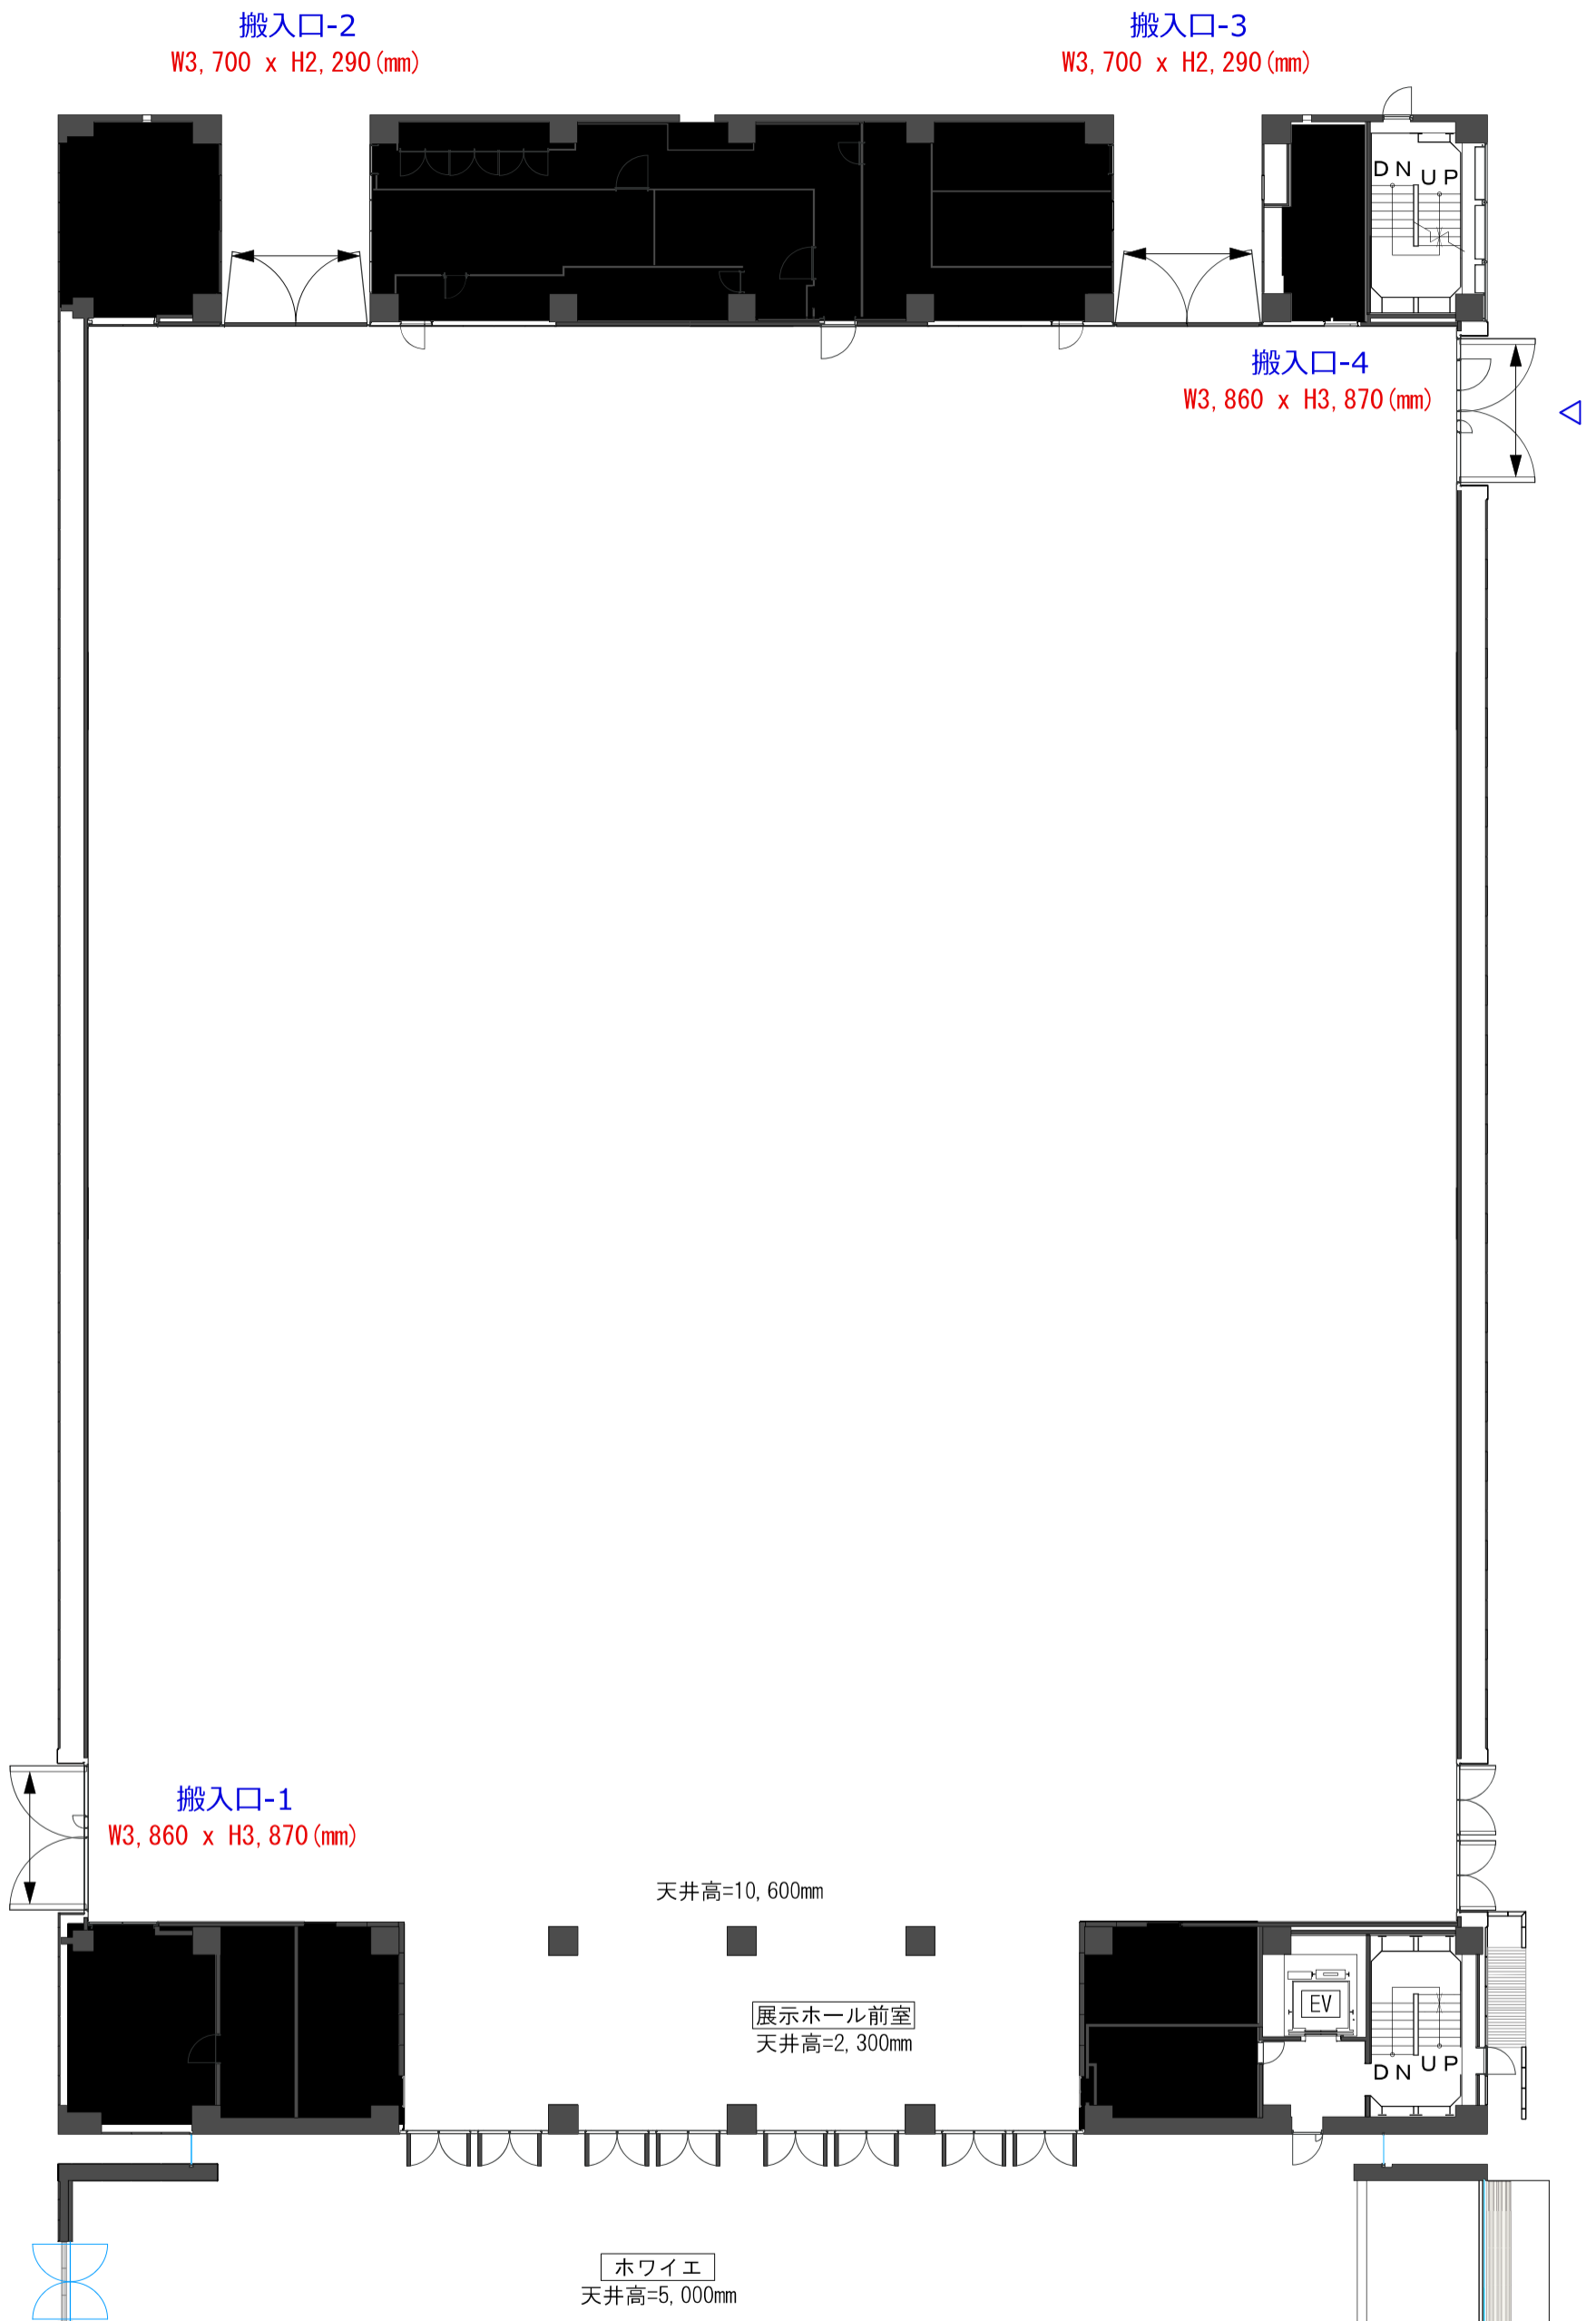 搬入口-2
W3,700 x H2,290(mm)
搬入口-3
W3,700 x H2,290(mm)
DN
UP
搬入口-4
W3,860 x H3,870(mm)
搬入口-1
W3,860 x H3,870(mm)
天井高=10,600mm
展示ホール前室
天井高=2,300mm
EV
DN
UP
ホワイエ
天井高=5,000mm